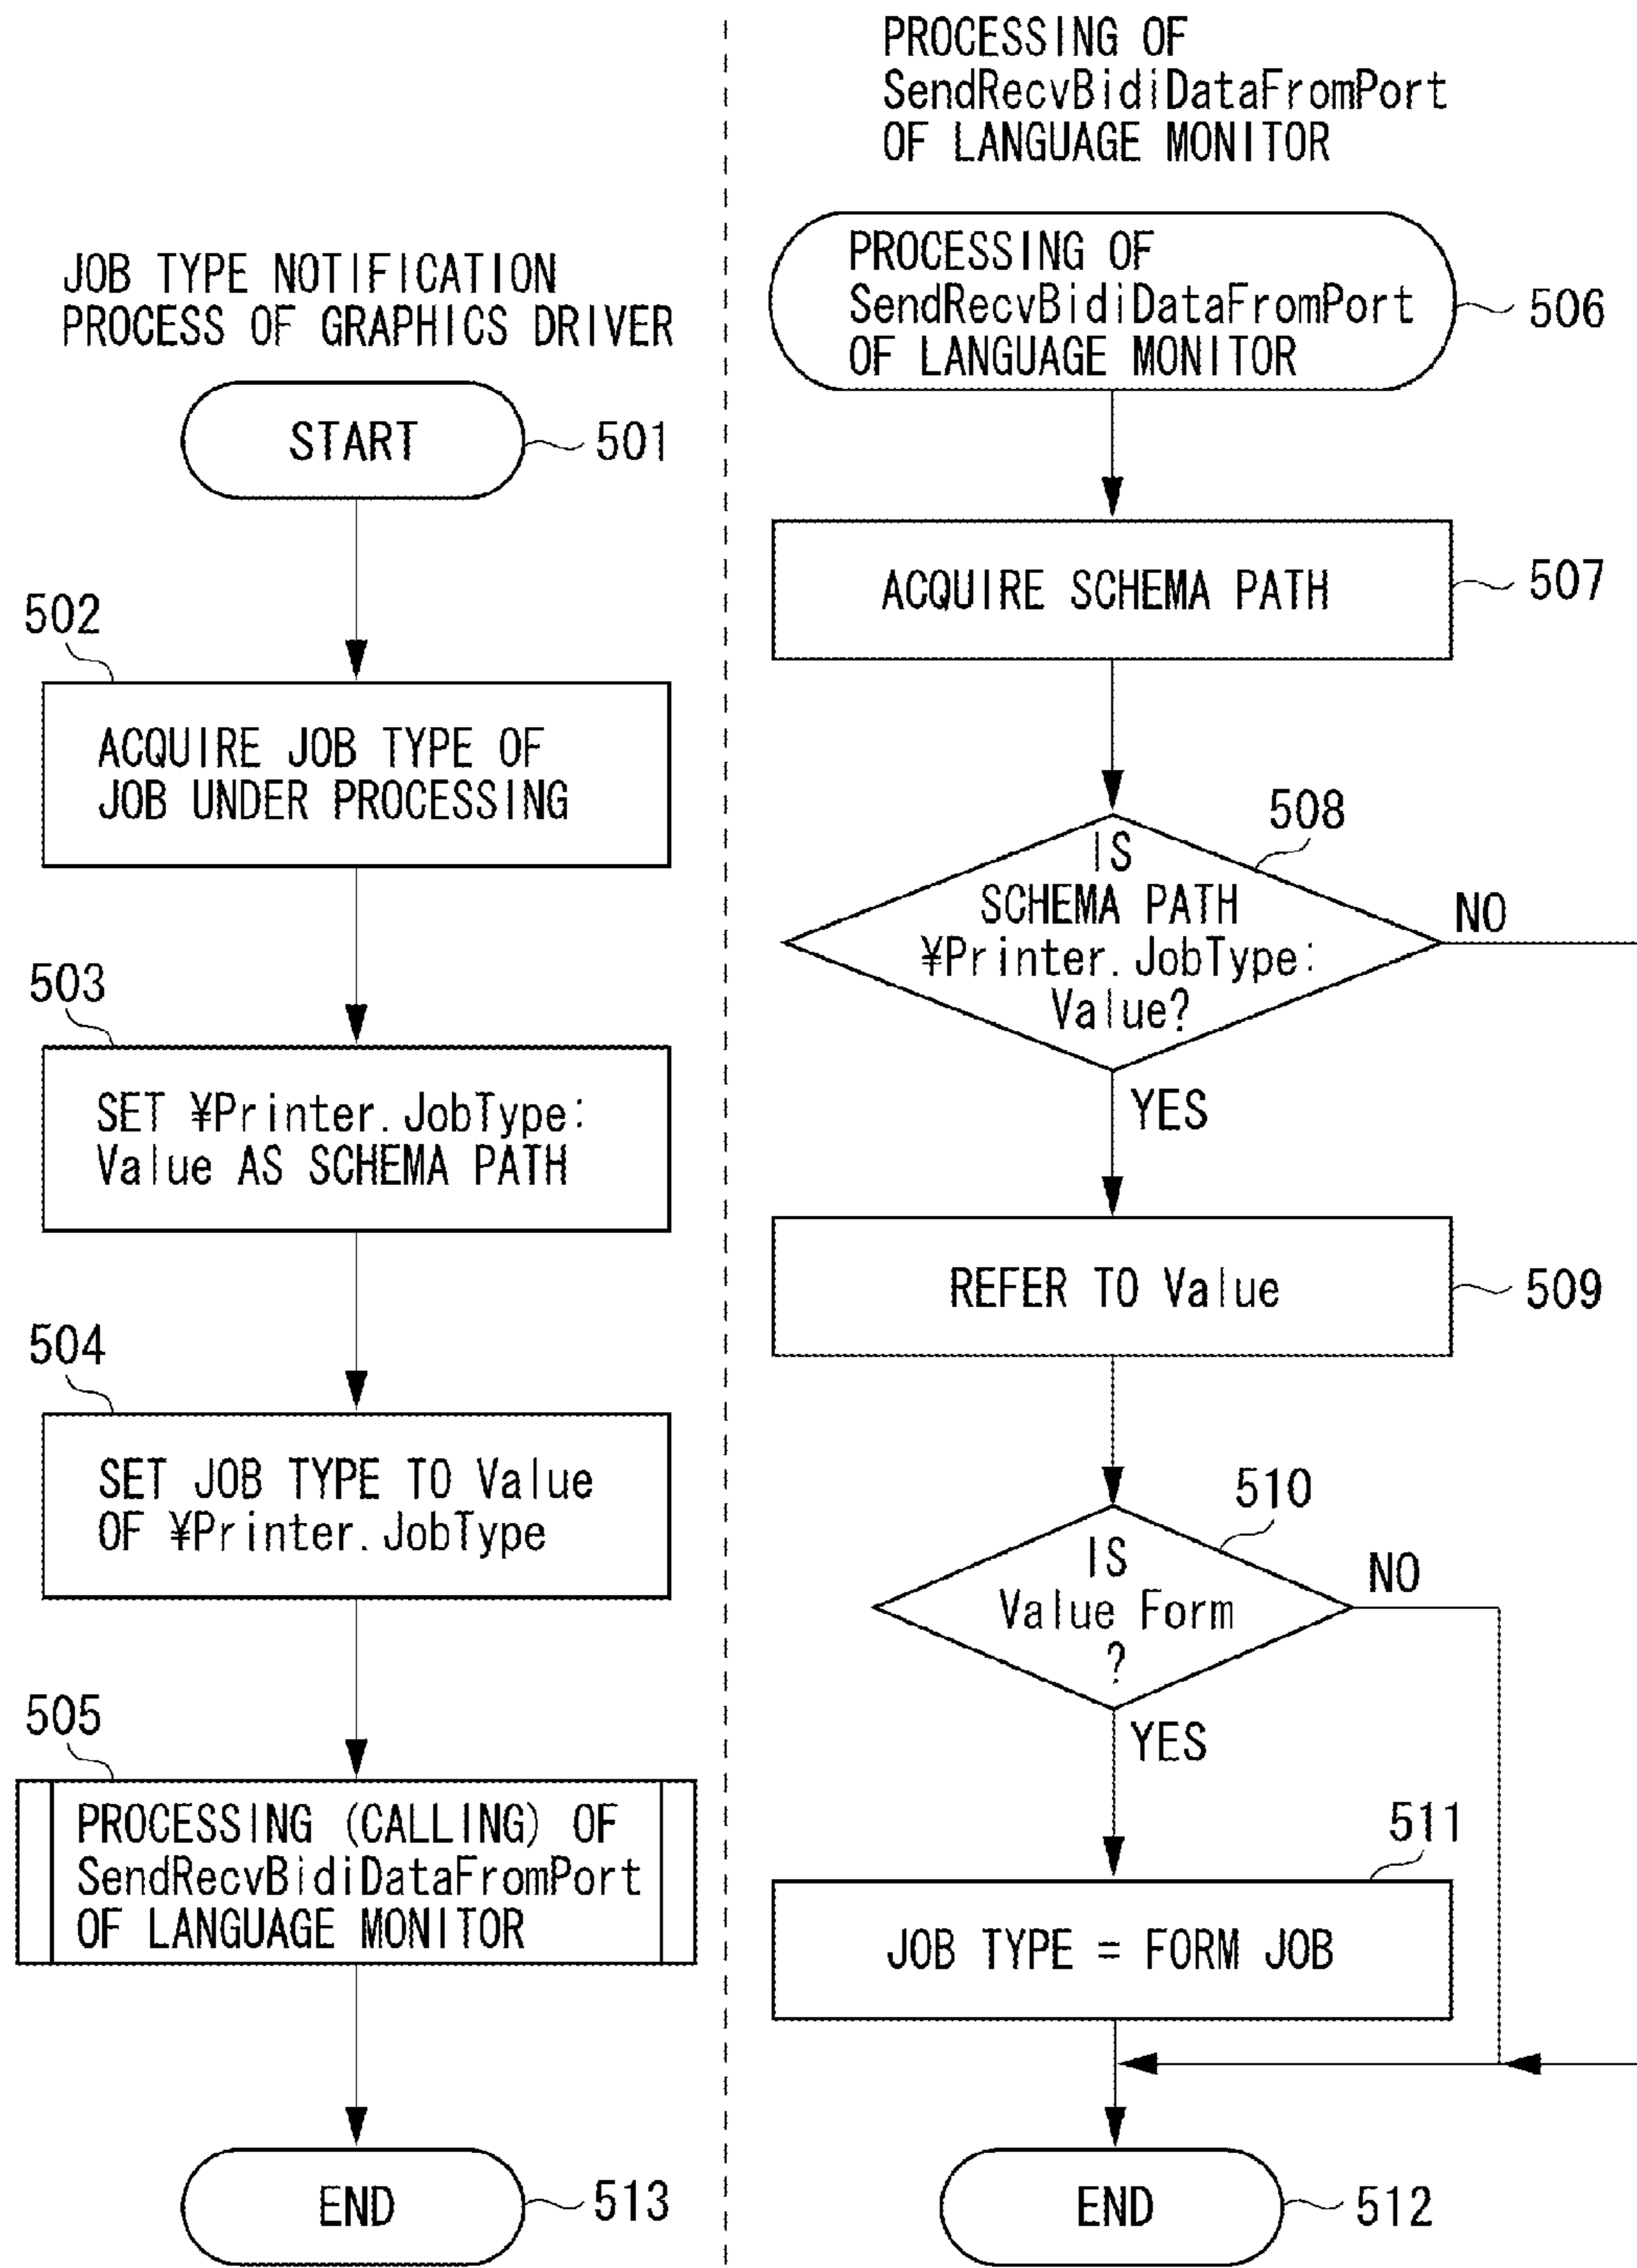 JOB TYPE NOTIFICATION
PROCESS OF GRAPHICS DRIVER
START
501
502
ACQUIRE JOB TYPE OF
JOB UNDER PROCESSING
503
SET ¥Printer.JobType:
Value AS SCHEMA PATH
504
SET JOB TYPE TO Value
OF ¥Printer.JobType
505
PROCESSING (CALLING) OF
SendRecvBidiDataFromPort
OF LANGUAGE MONITOR
END
513
PROCESSING OF
SendRecvBidiDataFromPort
OF LANGUAGE MONITOR
PROCESSING OF
SendRecvBidiDataFromPort
OF LANGUAGE MONITOR
506
ACQUIRE SCHEMA PATH
507
508
IS
SCHEMA PATH
¥Printer.JobType:
Value?
NO
YES
REFER TO Value
509
510
IS
Value Form
?
NO
YES
511
JOB TYPE = FORM JOB
END
512